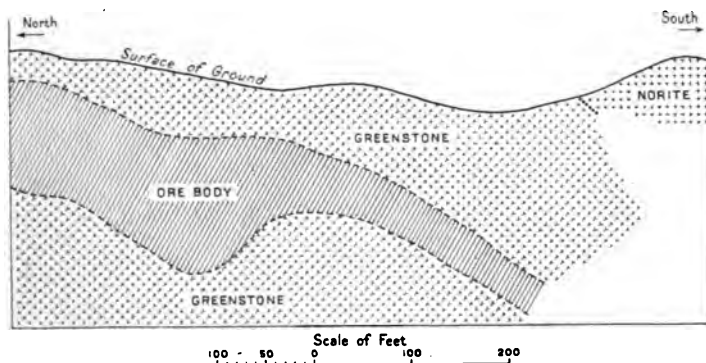 North South
Surface of Ground
NORITE
GREENSTONE
ORE BODY
GREENSTONE
Scale of Feet
100 50 0 100 200